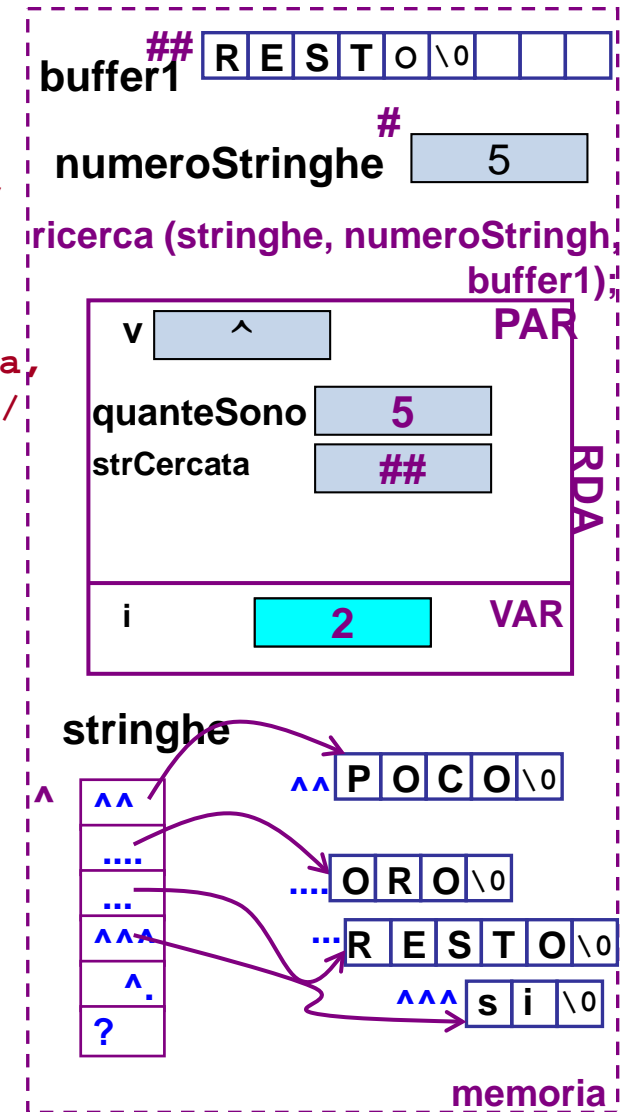 ##
buffer1 R E S T O \0
#
numeroStringhe 5
ricerca (stringhe, numeroStringh,
buffer1);
PAR
v ^
a,
/
quanteSono 5
strCercata ##
RDA
i 2 VAR
stringhe
^ ^^ ^^ P O C O \0
.... .... O R O \0
... ... R E S T O \0
^^^ ^^^ s i \0
^.
?
memoria